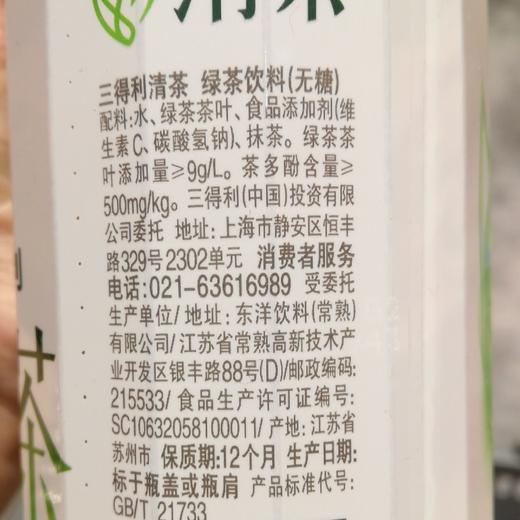 清茶
三得利清茶 绿茶饮料(无糖)
配料:水、绿茶茶叶、食品添加剂(维
生素C、碳酸氢钠)、抹茶。绿茶茶
叶添加量≥9g/L。茶多酚含量≥
500mg/kg。三得利(中国)投资有限
公司委托 地址:上海市静安区恒丰
路329号2302单元 消费者服务
电话:021-63616989 受委托
生产单位/地址:东洋饮料(常熟)
有限公司/江苏省常熟高新技术产
业开发区银丰路88号(D)/邮政编码:
215533/食品生产许可证编号:
SC10632058100011/产地:江苏省
苏州市 保质期:12个月 生产日期:
标于瓶盖或瓶肩 产品标准代号:
GB/T 21733
利
茶